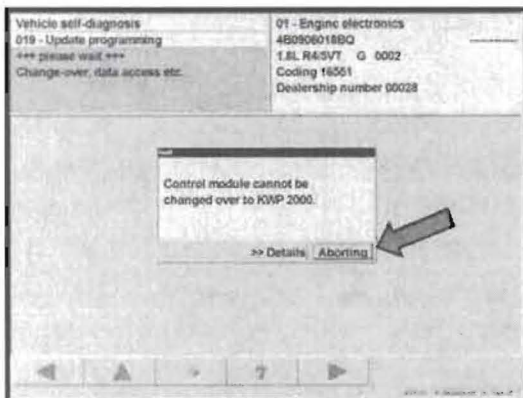 Vehicle self-diagnosis
019 - Update programming
+++ please wait +++
Change-over, data access etc.
01 - Engine electronics
4B0906018BQ
1.8L R4/5VT G 0002
Coding 16551
Dealership number 00028
Control module cannot be
changed over to KWP 2000.
>> Details Aborting
?